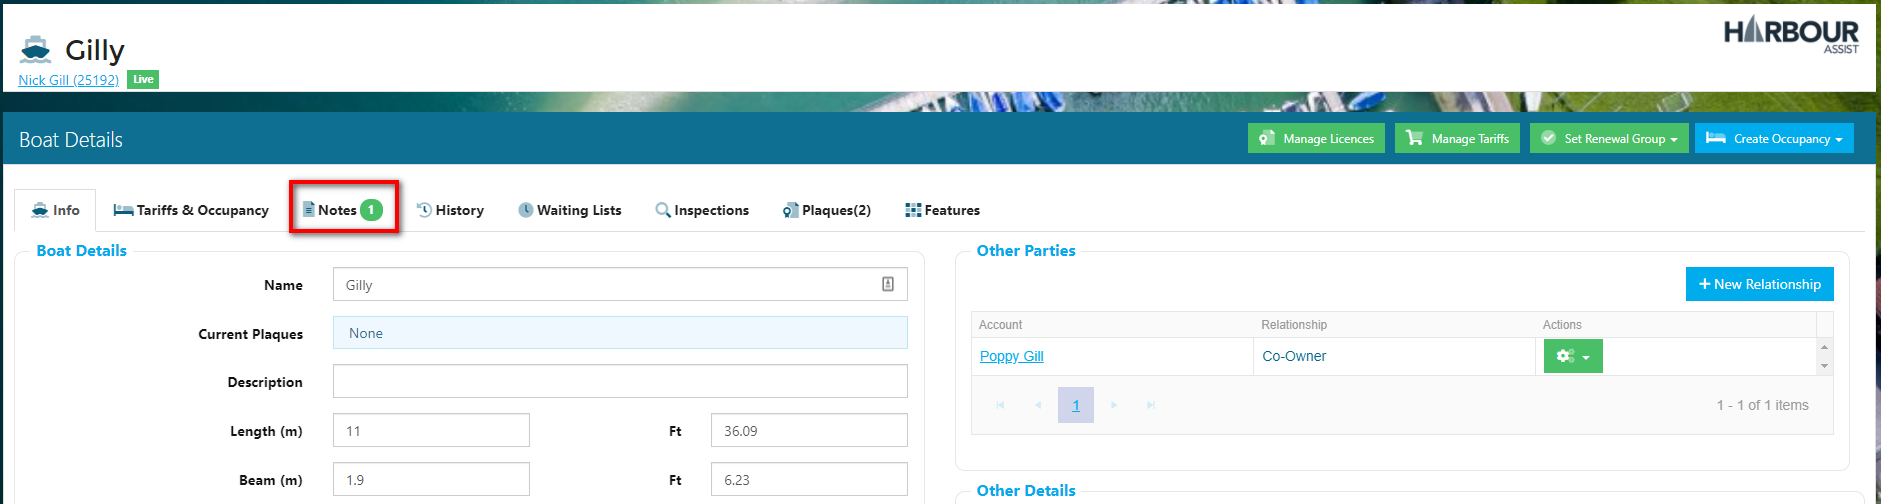 Gilly
HARBOUR
ASSIST
Nick Gill (25192) Live
Boat Details
Manage Licences
Manage Tariffs
Set Renewal Group
Create Occupancy
Info
Tariffs & Occupancy
Notes 1
History
Waiting Lists
Inspections
Plaques(2)
Features
Boat Details
Name Gilly
Current Plaques None
Description
Length (m) 11 Ft 36.09
Beam (m) 1.9 Ft 6.23
Other Parties
+ New Relationship
Account Relationship Actions
Poppy Gill Co-Owner
1 1 - 1 of 1 items
Other Details